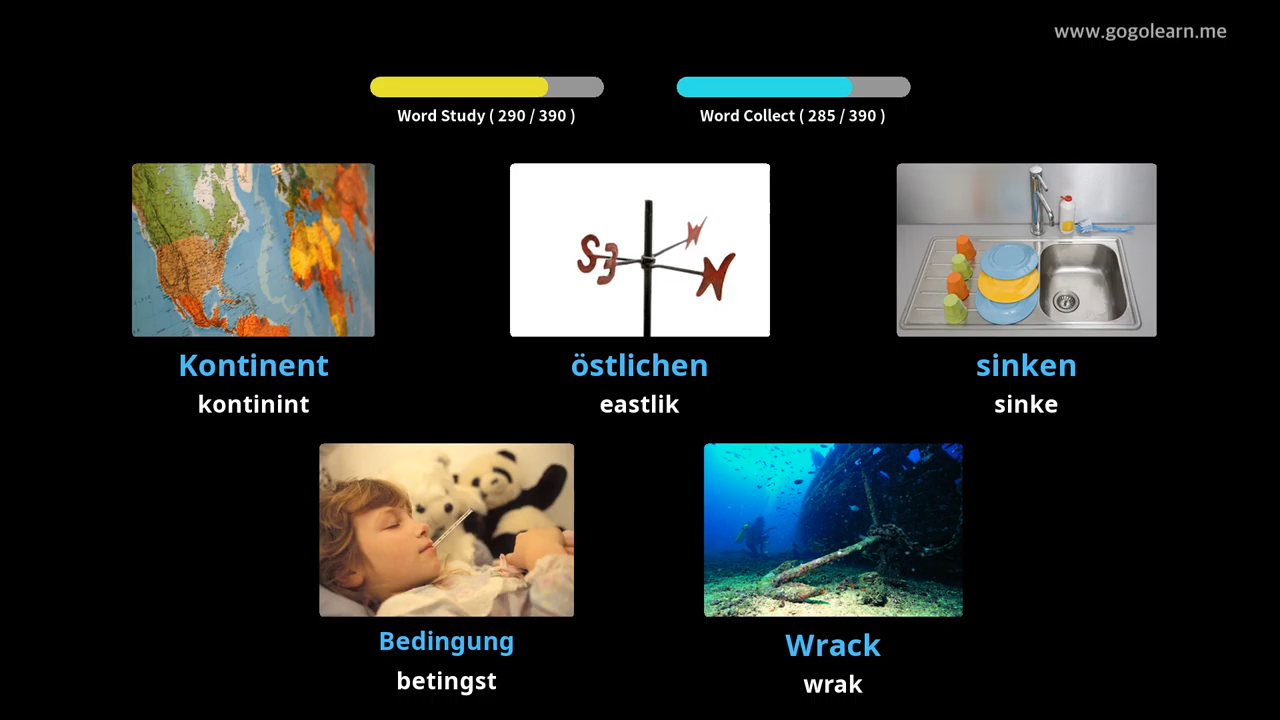 www.gogolearn.me
Word Study ( 290 / 390 )
Word Collect ( 285 / 390 )
S E N W
Kontinent
kontinint
östlichen
eastlik
sinken
sinke
Bedingung
betingst
Wrack
wrak